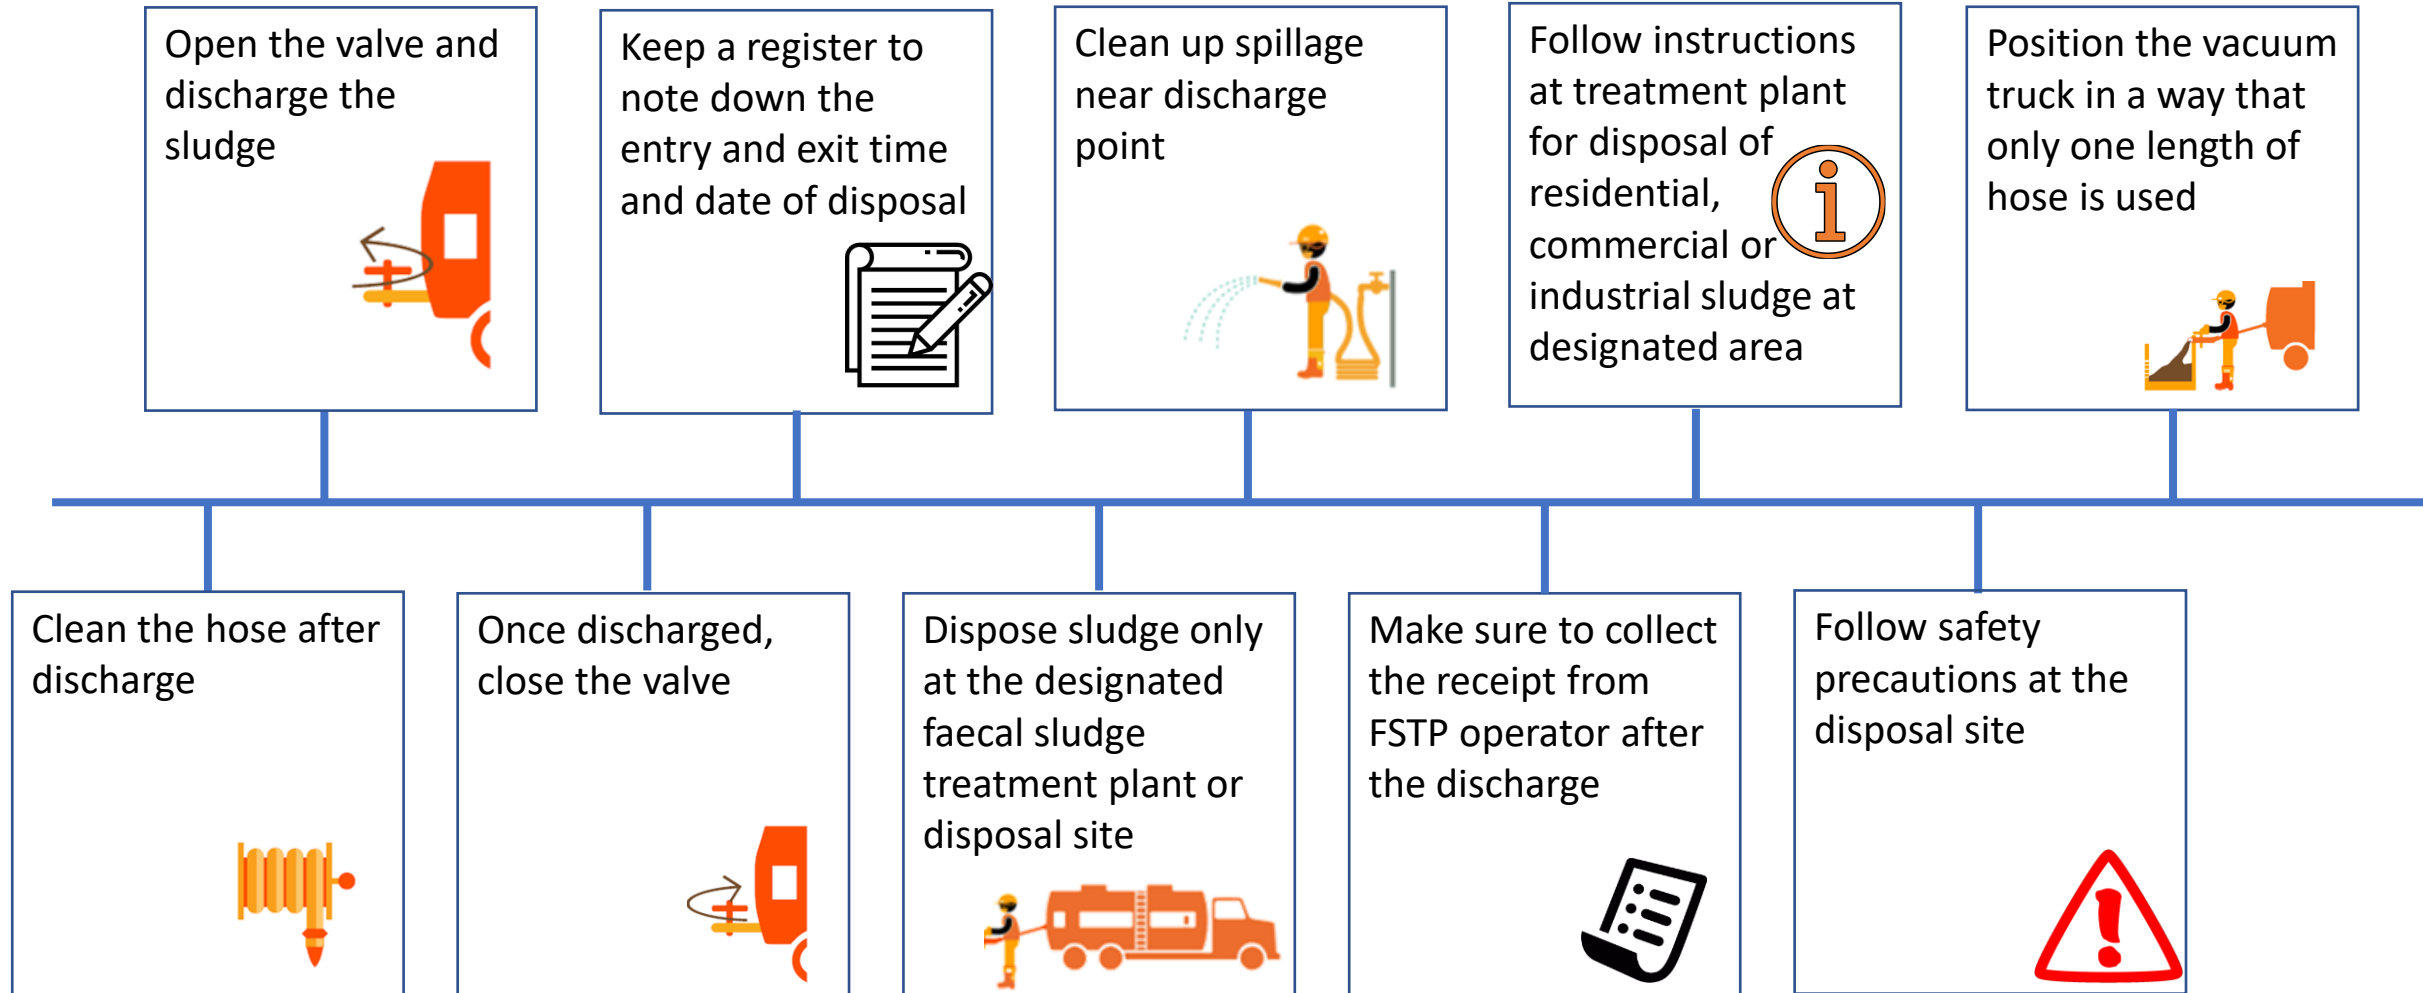 Open the valve and
discharge the
sludge
Keep a register to
note down the
entry and exit time
and date of disposal
Clean up spillage
near discharge
point
Follow instructions
at treatment plant
for disposal of
residential,
commercial or
industrial sludge at
designated area
Position the vacuum
truck in a way that
only one length of
hose is used
Clean the hose after
discharge
Once discharged,
close the valve
Dispose sludge only
at the designated
faecal sludge
treatment plant or
disposal site
Make sure to collect
the receipt from
FSTP operator after
the discharge
Follow safety
precautions at the
disposal site